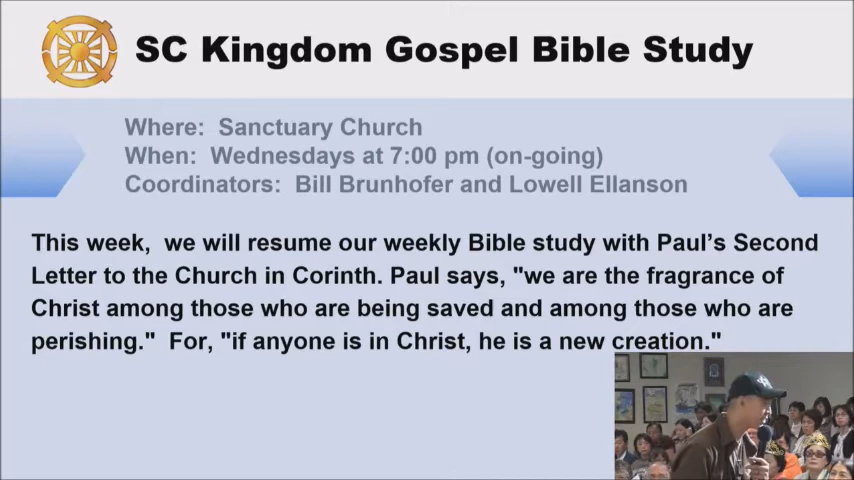 SC Kingdom Gospel Bible Study
Where: Sanctuary Church
When: Wednesdays at 7:00 pm (on-going)
Coordinators: Bill Brunhofer and Lowell Ellanson
This week, we will resume our weekly Bible study with Paul's Second
Letter to the Church in Corinth. Paul says, "we are the fragrance of
Christ among those who are being saved and among those who are
perishing." For, "if anyone is in Christ, he is a new creation."